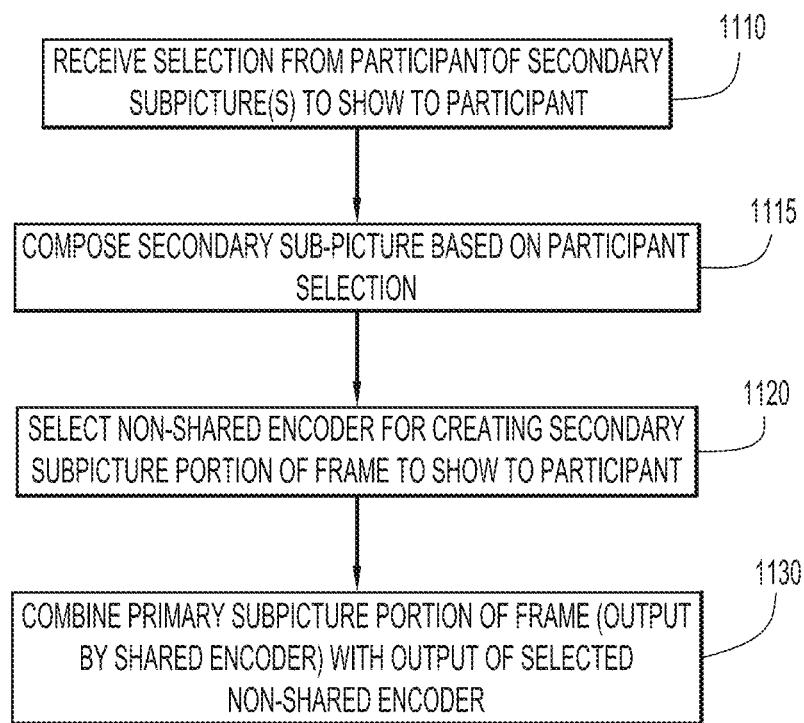 1110
RECEIVE SELECTION FROM PARTICIPANTOF SECONDARY
SUBPICTURE(S) TO SHOW TO PARTICIPANT
1115
COMPOSE SECONDARY SUB-PICTURE BASED ON PARTICIPANT
SELECTION
1120
SELECT NON-SHARED ENCODER FOR CREATING SECONDARY
SUBPICTURE PORTION OF FRAME TO SHOW TO PARTICIPANT
1130
COMBINE PRIMARY SUBPICTURE PORTION OF FRAME (OUTPUT
BY SHARED ENCODER) WITH OUTPUT OF SELECTED
NON-SHARED ENCODER